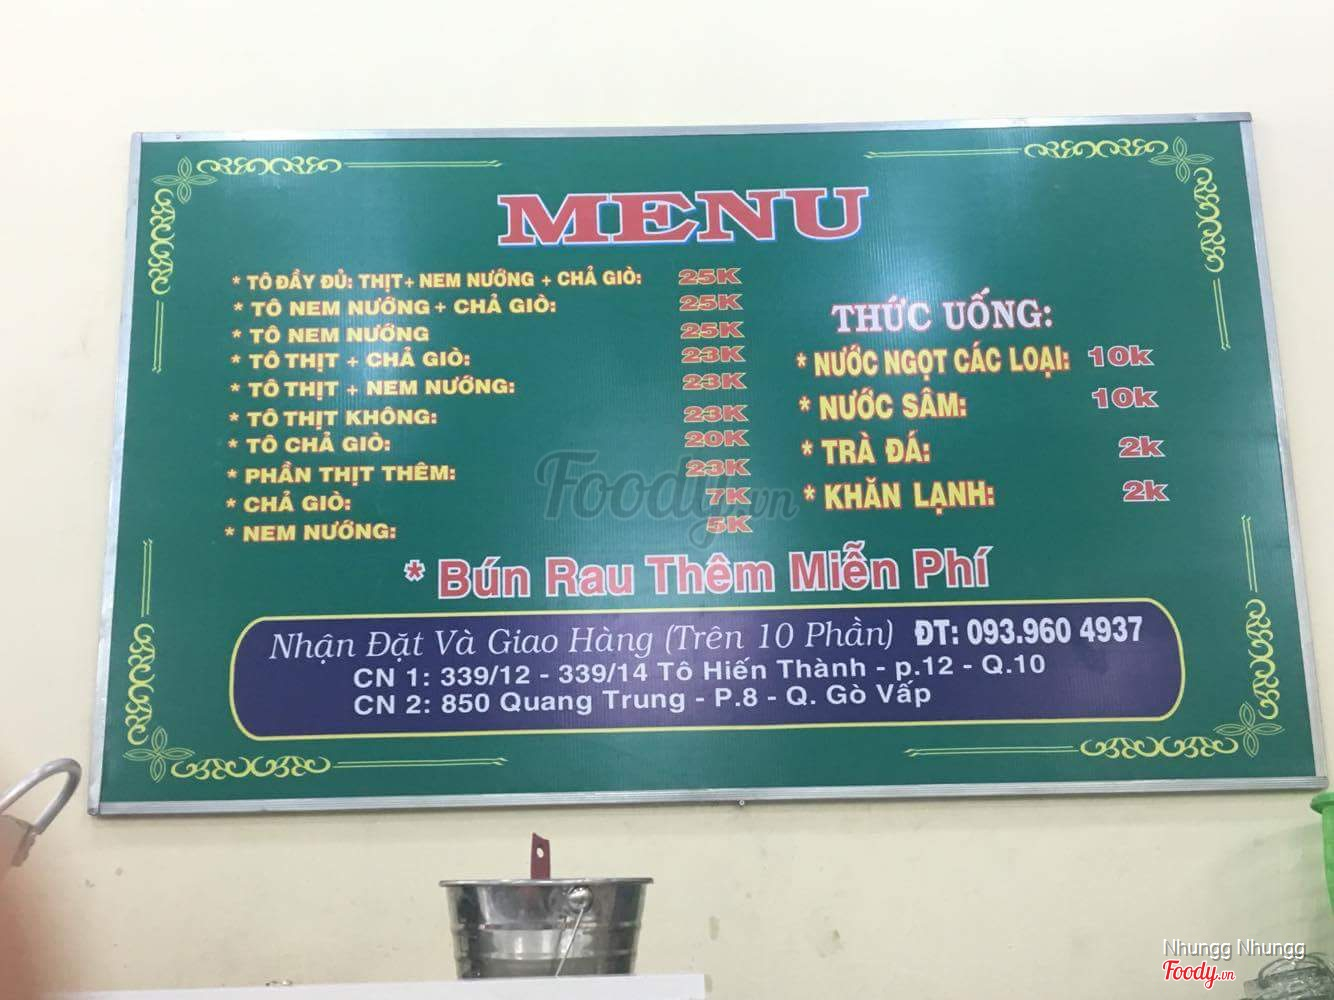 MENU
* TÔ ĐẦY ĐỦ: THỊT + NEM NƯỚNG + CHẢ GIÒ: 25K
* TÔ NEM NƯỚNG + CHẢ GIÒ: 25K
* TÔ NEM NƯỚNG 25K
* TÔ THỊT + CHẢ GIÒ: 23K
* TÔ THỊT + NEM NƯỚNG: 23K
* TÔ THỊT KHÔNG: 23K
* TÔ CHẢ GIÒ: 20K
* PHẦN THỊT THÊM: 23K
* CHẢ GIÒ: 7K
* NEM NƯỚNG: 5K
THỨC UỐNG:
* NƯỚC NGỌT CÁC LOẠI: 10k
* NƯỚC SÂM: 10k
* TRÀ ĐÁ: 2k
* KHĂN LẠNH: 2k
* Bún Rau Thêm Miễn Phí
Nhận Đặt Và Giao Hàng (Trên 10 Phần) ĐT: 093.960 4937
CN 1: 339/12 - 339/14 Tô Hiến Thành - p.12 - Q.10
CN 2: 850 Quang Trung - P.8 - Q. Gò Vấp
Foody.vn
Nhungg Nhungg
Foody.vn